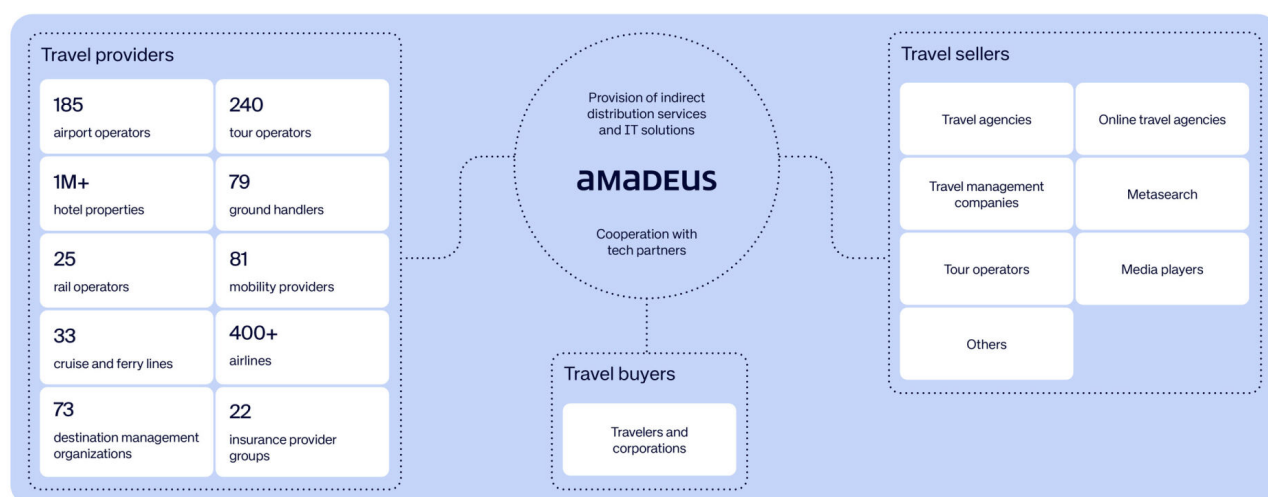 Travel providers
185
airport operators
240
tour operators
1M+
hotel properties
79
ground handlers
25
rail operators
81
mobility providers
33
cruise and ferry lines
400+
airlines
73
destination management
organizations
22
insurance provider
groups
Provision of indirect
distribution services
and IT solutions
amadeus
Cooperation with
tech partners
Travel buyers
Travelers and
corporations
Travel sellers
Travel agencies
Online travel agencies
Travel management
companies
Metasearch
Tour operators
Media players
Others